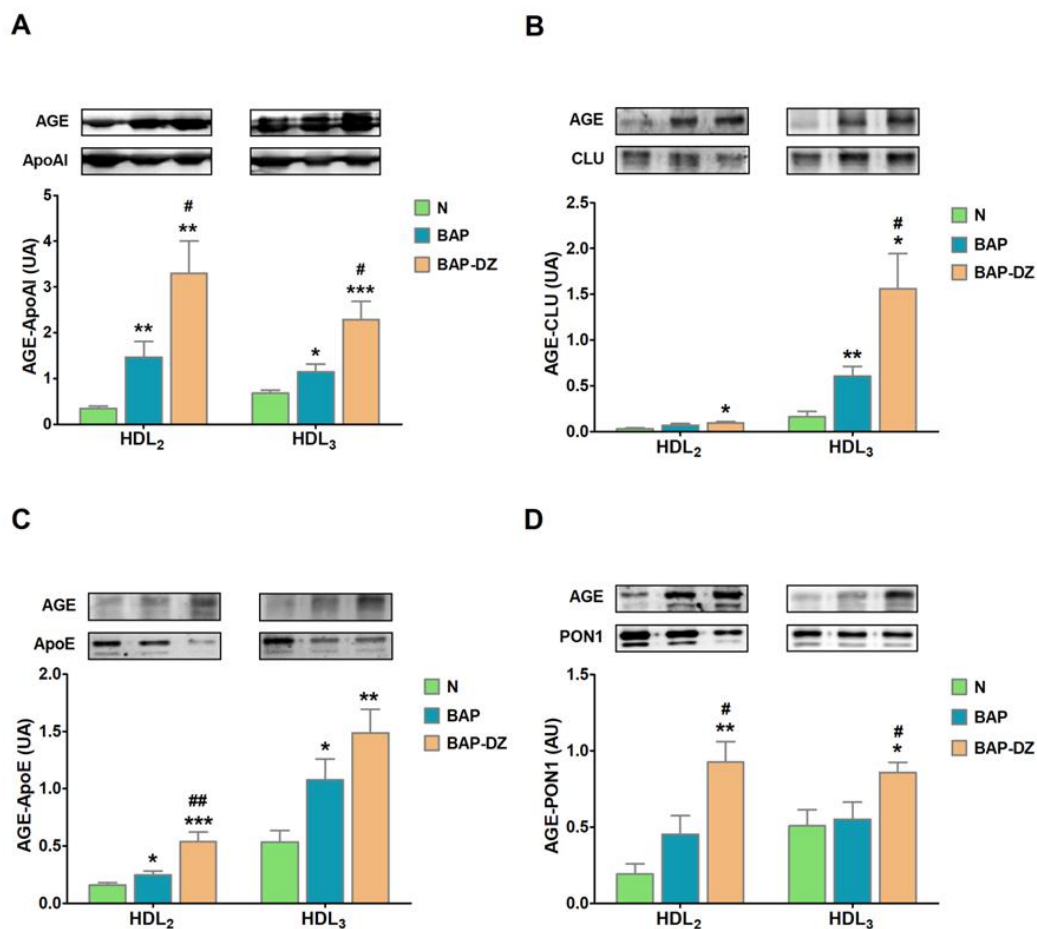 A
AGE
ApoAI
AGE-ApoAI (UA)
5
4
3
2
1
0
#
**
**
#
***
*
HDL2
HDL3
N
BAP
BAP-DZ
B
AGE
CLU
AGE-CLU (UA)
2.5
2.0
1.5
1.0
0.5
0.0
*
#
*
**
HDL2
HDL3
N
BAP
BAP-DZ
C
AGE
ApoE
AGE-ApoE (UA)
2.0
1.5
1.0
0.5
0.0
##
***
*
**
*
HDL2
HDL3
N
BAP
BAP-DZ
D
AGE
PON1
AGE-PON1 (AU)
1.5
1.0
0.5
0.0
#
**
#
*
HDL2
HDL3
N
BAP
BAP-DZ